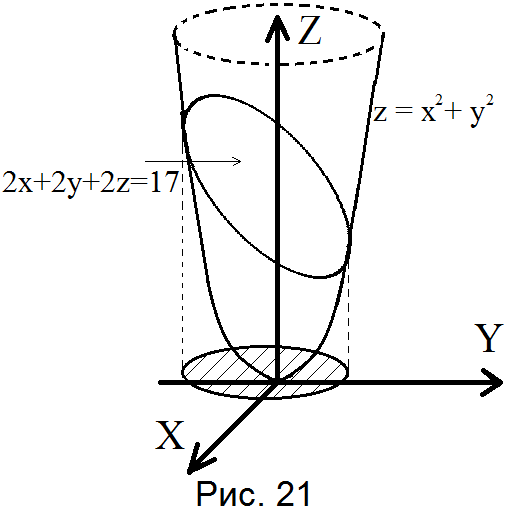 Z
z = x² + y²
2x+2y+2z=17
Y
X
Рис. 21